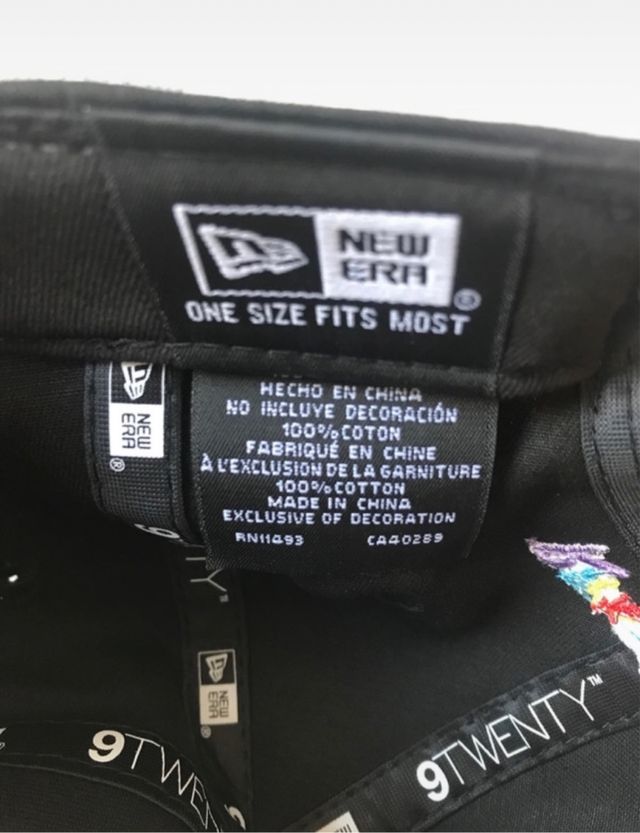 NEW
ERA
®
ONE SIZE FITS MOST
HECHO EN CHINA
NO INCLUYE DECORACIÓN
100% COTON
FABRIQUÉ EN CHINE
À L'EXCLUSION DE LA GARNITURE
100% COTTON
MADE IN CHINA
EXCLUSIVE OF DECORATION
RN11493 CA40289
NEW
ERA
®
NEW
ERA
®
9TWENTY
9TWENTY™